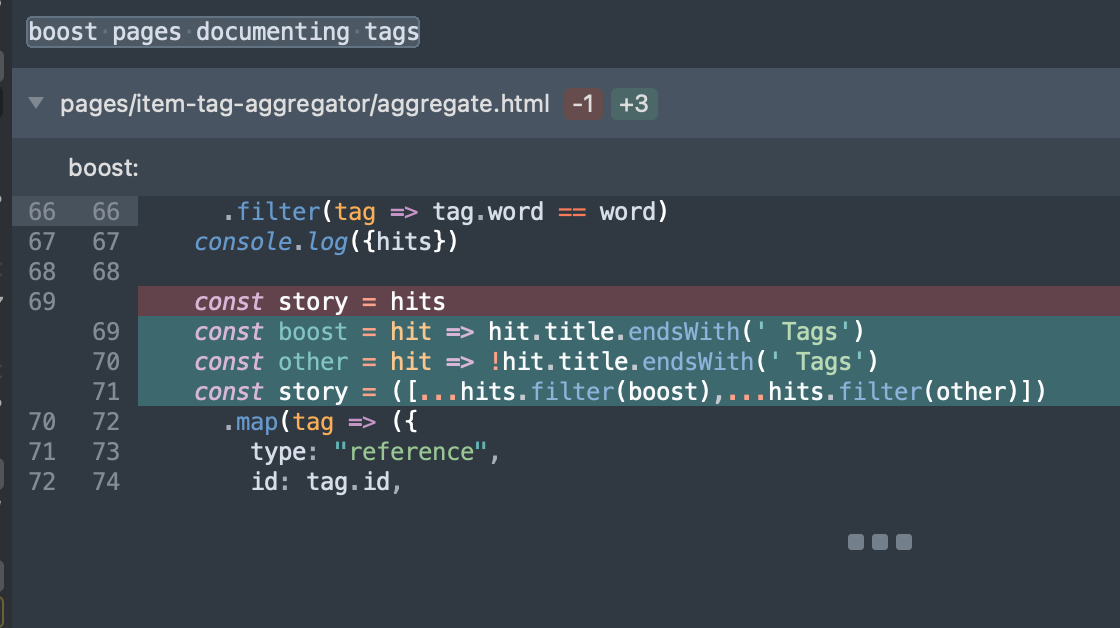 boost pages documenting tags
pages/item-tag-aggregator/aggregate.html -1 +3
boost:
66 66 .filter(tag => tag.word == word)
67 67 console.log({hits})
68 68
69 const story = hits
69 const boost = hit => hit.title.endsWith(' Tags')
70 const other = hit => !hit.title.endsWith(' Tags')
71 const story = ([...hits.filter(boost),...hits.filter(other)])
70 72 .map(tag => ({
71 73 type: "reference",
72 74 id: tag.id,